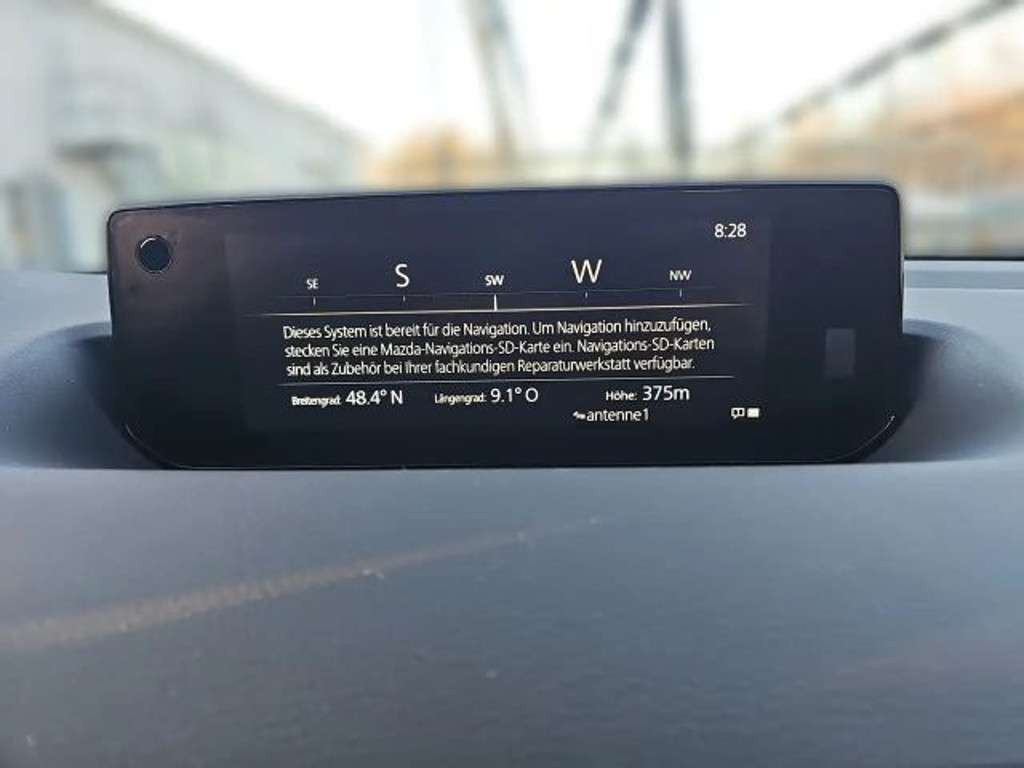 8:28
SE S SW W NW
Dieses System ist bereit für die Navigation. Um Navigation hinzuzufügen,
stecken Sie eine Mazda-Navigations-SD-Karte ein. Navigations-SD-Karten
sind als Zubehör bei Ihrer fachkundigen Reparaturwerkstatt verfügbar.
Breitengrad: 48.4° N Längengrad: 9.1° O Höhe: 375m
antenne1